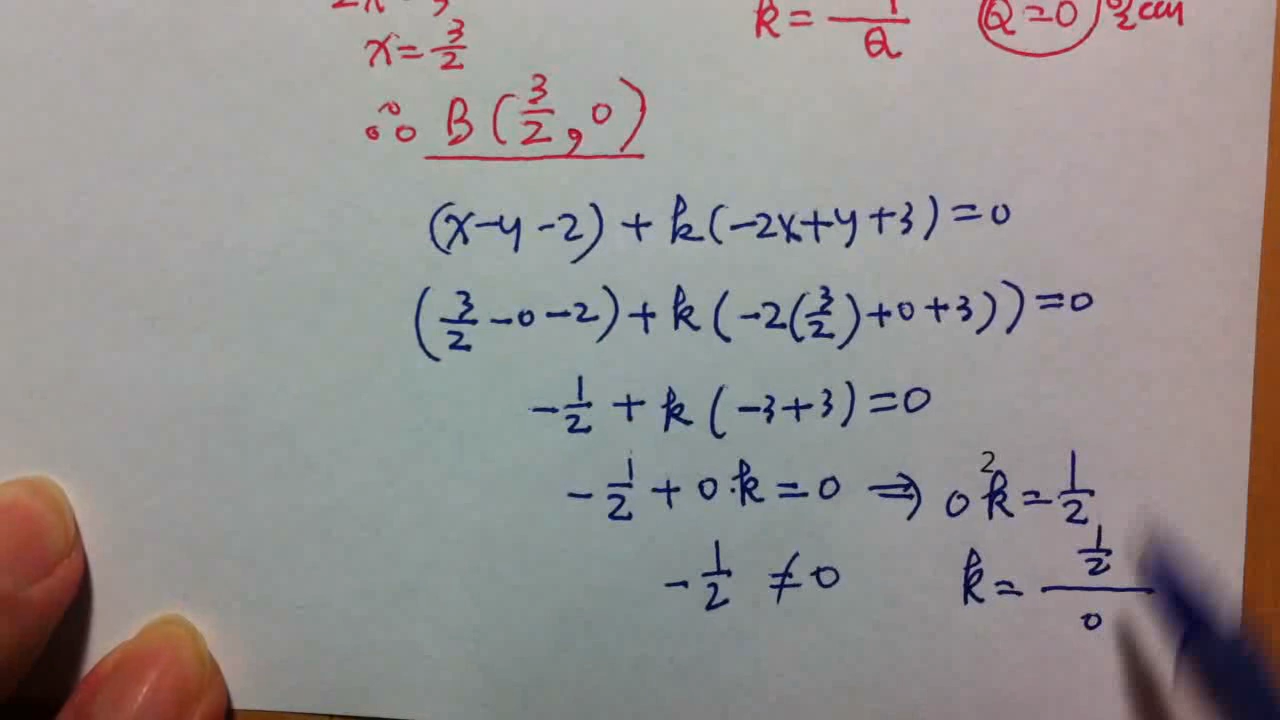 x = 3/2
k = -1/Q Q = 0
∴ B(3/2, 0)
(x-y-2) + k(-2x+y+3) = 0
(3/2 -0-2) + k(-2(3/2)+0+3)) = 0
-1/2 + k(-3+3) = 0
-1/2 + 0·k = 0 ⇒ 0²k = 1/2
-1/2 ≠ 0 k = 1/2 / 0